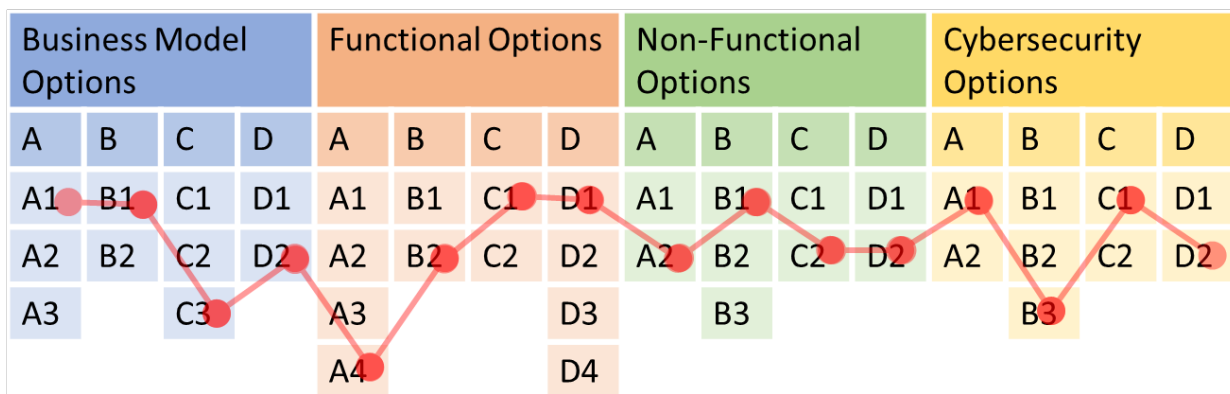 Business Model Options
Functional Options
Non-Functional Options
Cybersecurity Options
A B C D A B C D A B C D A B C D
A1 B1 C1 D1 A1 B1 C1 D1 A1 B1 C1 D1 A1 B1 C1 D1
A2 B2 C2 D2 A2 B2 C2 D2 A2 B2 C2 D2 A2 B2 C2 D2
A3 C3 A3 D3 B3 B3
A4 D4